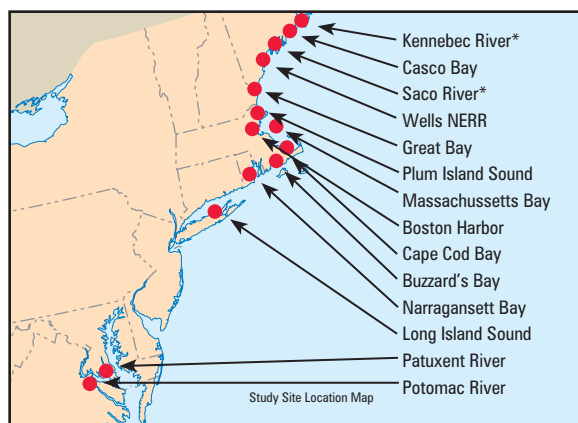 Kennebec River*
Casco Bay
Saco River*
Wells NERR
Great Bay
Plum Island Sound
Massachussetts Bay
Boston Harbor
Cape Cod Bay
Buzzard's Bay
Narragansett Bay
Long Island Sound
Patuxent River
Potomac River
Study Site Location Map